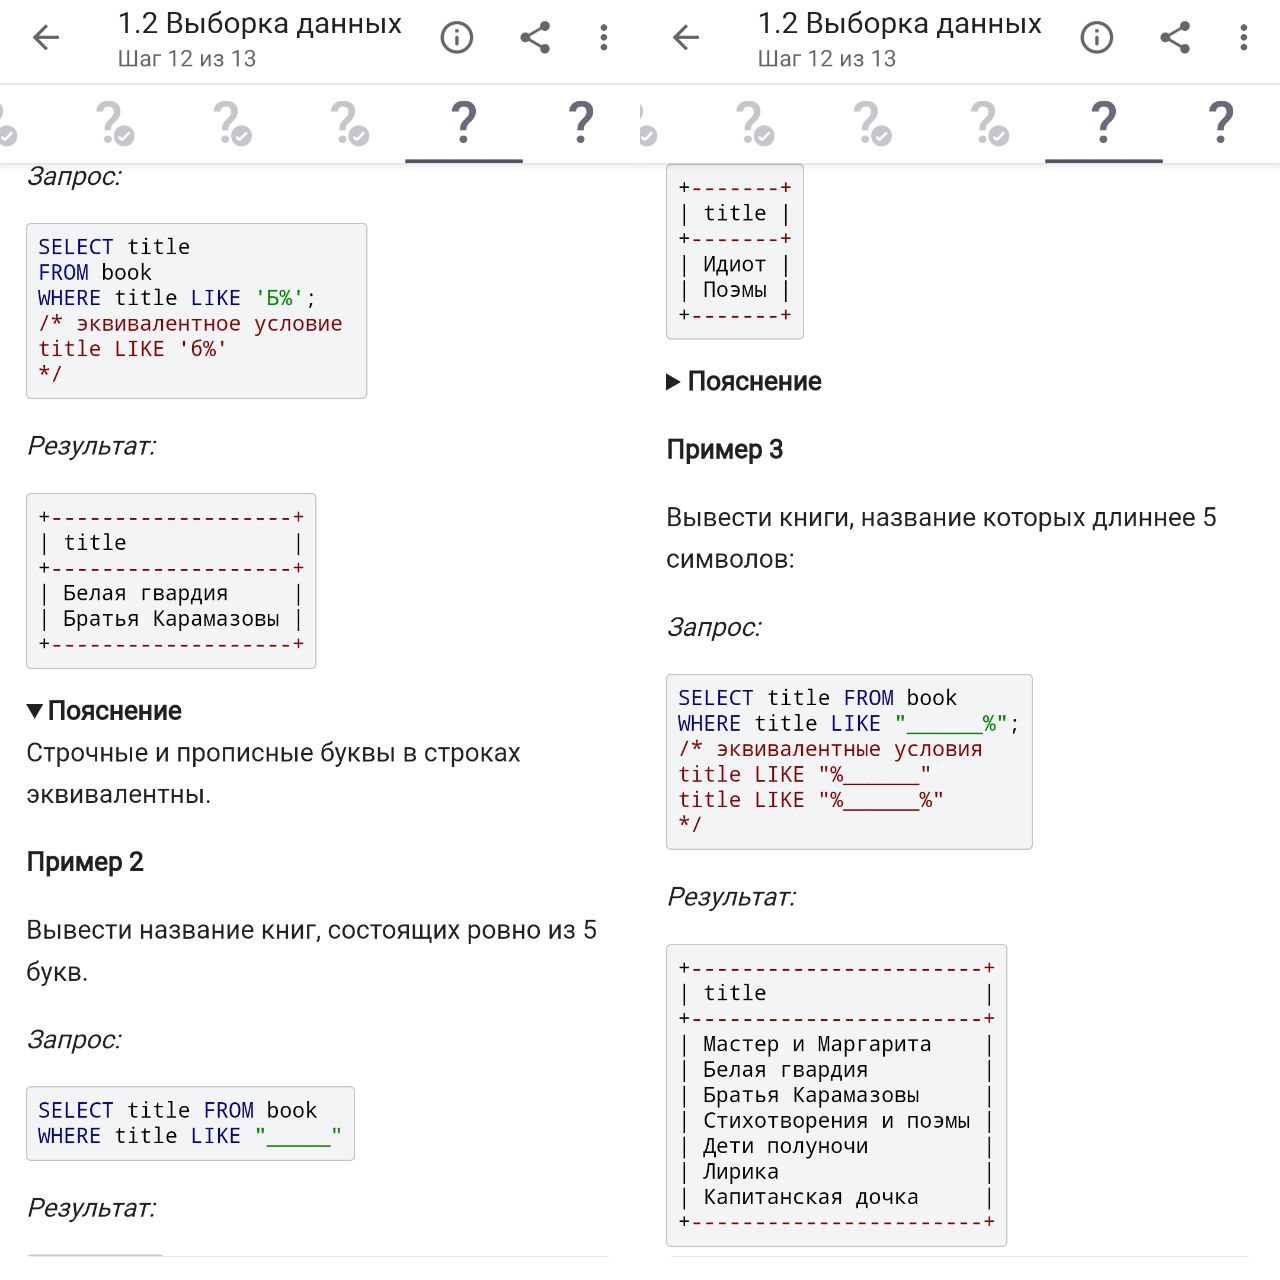 1.2 Выборка данных
Шаг 12 из 13
Запрос:
SELECT title
FROM book
WHERE title LIKE 'Б%';
/* эквивалентное условие
title LIKE 'б%'
*/
Результат:
+-------------------+
| title             |
+-------------------+
| Белая гвардия     |
| Братья Карамазовы |
+-------------------+
▼ Пояснение
Строчные и прописные буквы в строках
эквивалентны.
Пример 2
Вывести название книг, состоящих ровно из 5
букв.
Запрос:
SELECT title FROM book
WHERE title LIKE "_____"
Результат:
1.2 Выборка данных
Шаг 12 из 13
+-------+
| title |
+-------+
| Идиот |
| Поэмы |
+-------+
▶ Пояснение
Пример 3
Вывести книги, название которых длиннее 5
символов:
Запрос:
SELECT title FROM book
WHERE title LIKE "______%";
/* эквивалентные условия
title LIKE "%______"
title LIKE "%______%"
*/
Результат:
+-----------------------+
| title                 |
+-----------------------+
| Мастер и Маргарита    |
| Белая гвардия         |
| Братья Карамазовы     |
| Стихотворения и поэмы |
| Дети полуночи         |
| Лирика                |
| Капитанская дочка     |
+-----------------------+